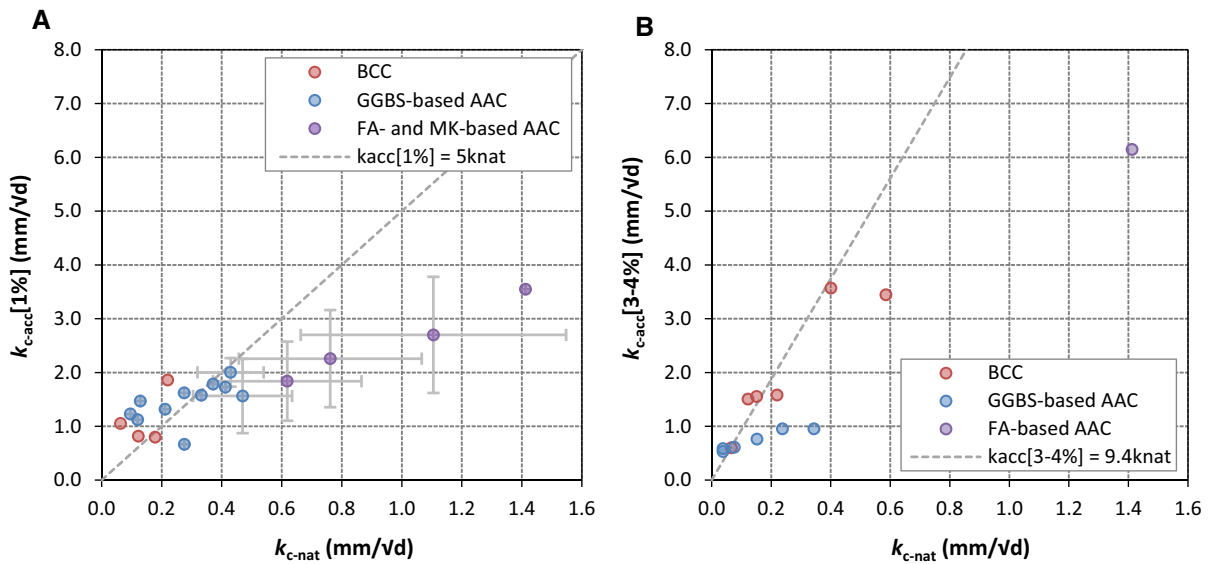 A
8.0
7.0
6.0
5.0
4.0
3.0
2.0
1.0
0.0
kc-acc[1%] (mm/√d)
BCC
GGBS-based AAC
FA- and MK-based AAC
kacc[1%] = 5knat
0.0 0.2 0.4 0.6 0.8 1.0 1.2 1.4 1.6
kc-nat (mm/√d)
B
8.0
7.0
6.0
5.0
4.0
3.0
2.0
1.0
0.0
kc-acc[3-4%] (mm/√d)
BCC
GGBS-based AAC
FA-based AAC
kacc[3-4%] = 9.4knat
0.0 0.2 0.4 0.6 0.8 1.0 1.2 1.4 1.6
kc-nat (mm/√d)